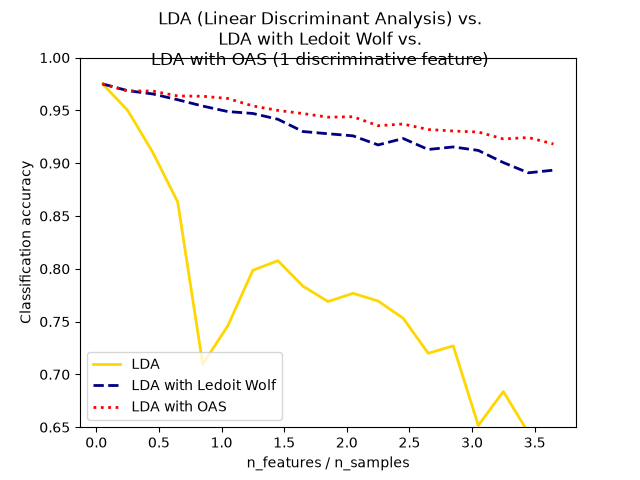 LDA (Linear Discriminant Analysis) vs.
LDA with Ledoit Wolf vs.
LDA with OAS (1 discriminative feature)
1.00
0.95
0.90
0.85
0.80
0.75
0.70
0.65
Classification accuracy
LDA
LDA with Ledoit Wolf
LDA with OAS
0.0 0.5 1.0 1.5 2.0 2.5 3.0 3.5
n_features / n_samples